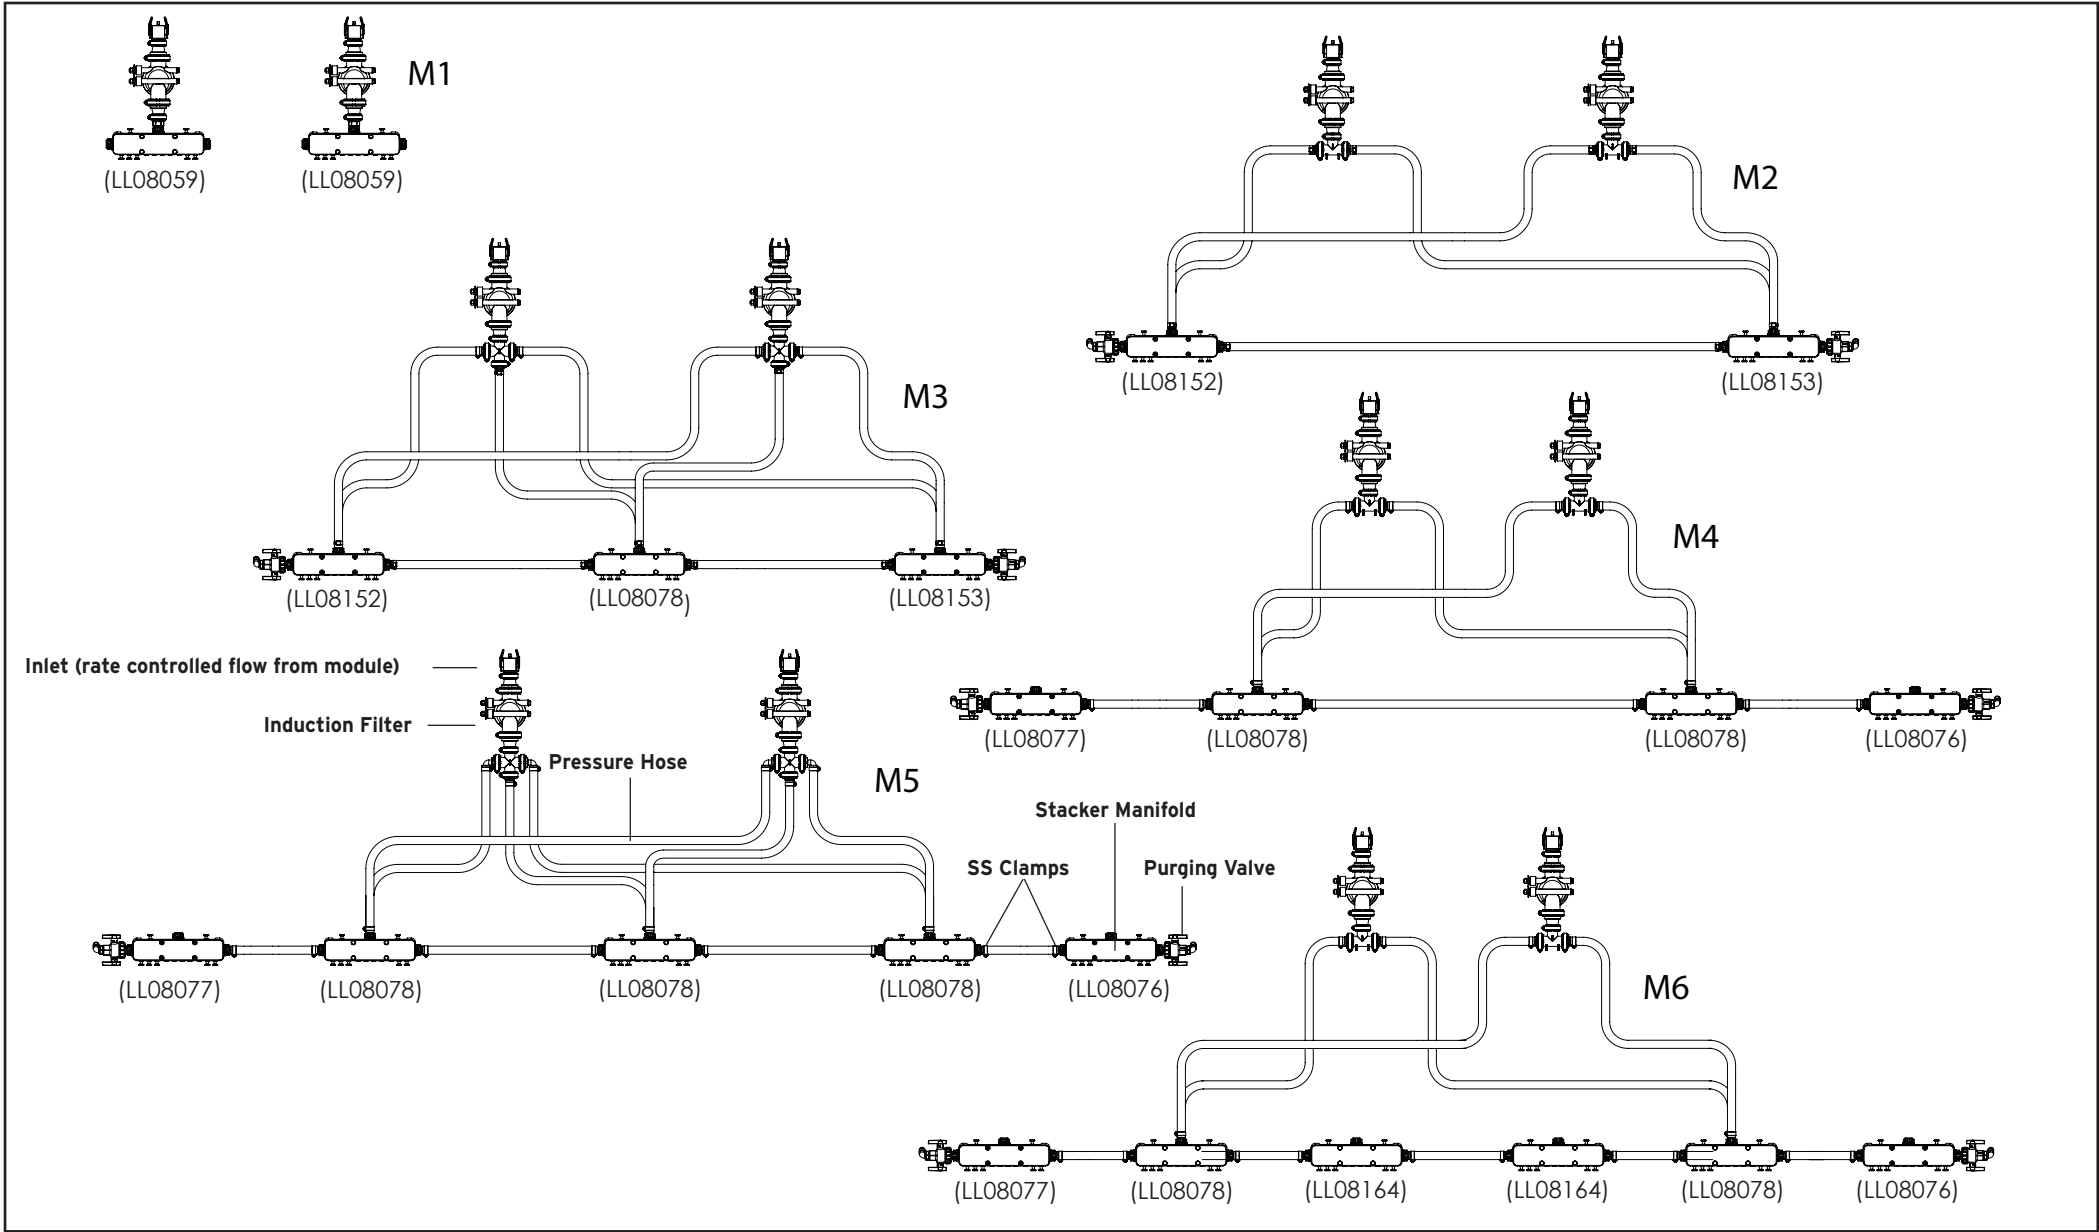 M1
(LL08059)
(LL08059)
M2
(LL08152)
(LL08153)
M3
(LL08152)
(LL08078)
(LL08153)
M4
(LL08077)
(LL08078)
(LL08078)
(LL08076)
Inlet (rate controlled flow from module)
Induction Filter
Pressure Hose
M5
Stacker Manifold
SS Clamps
Purging Valve
(LL08077)
(LL08078)
(LL08078)
(LL08078)
(LL08076)
M6
(LL08077)
(LL08078)
(LL08164)
(LL08164)
(LL08078)
(LL08076)